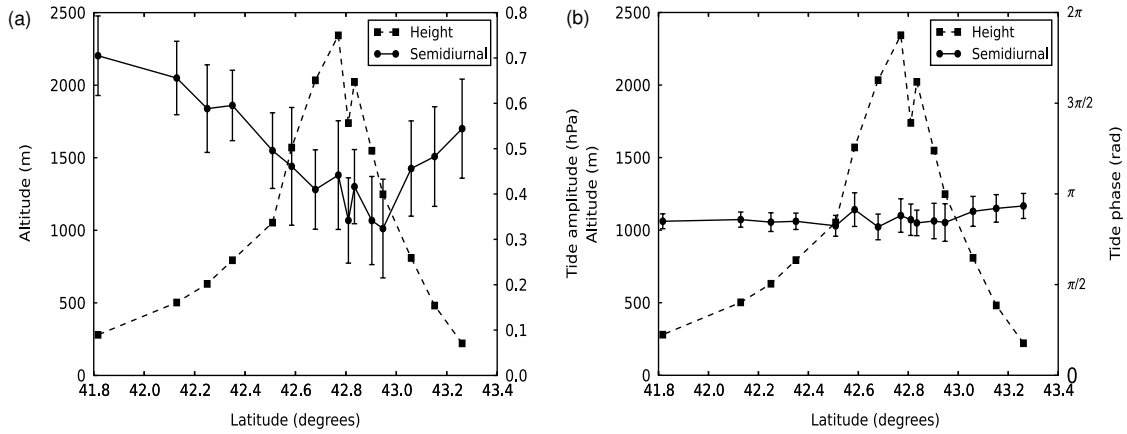 (a)
2500
2000
1500
1000
500
0
Altitude (m)
Height
Semidiurnal
0.8
0.7
0.6
0.5
0.4
0.3
0.2
0.1
0.0
Tide amplitude (hPa)
41.8 42.0 42.2 42.4 42.6 42.8 43.0 43.2 43.4
Latitude (degrees)
(b)
2500
2000
1500
1000
500
0
Altitude (m)
Height
Semidiurnal
2π
3π/2
π
π/2
0
Tide phase (rad)
41.8 42.0 42.2 42.4 42.6 42.8 43.0 43.2 43.4
Latitude (degrees)